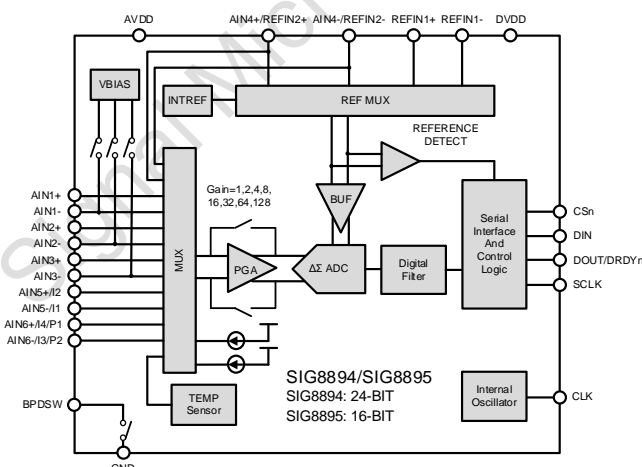 AVDD
AIN4+/REFIN2+
AIN4-/REFIN2-
REFIN1+
REFIN1-
DVDD
VBIAS
INTREF
REF MUX
REFERENCE
DETECT
AIN1+
AIN1-
AIN2+
AIN2-
AIN3+
AIN3-
AIN5+/I2
AIN5-/I1
AIN6+/I4/P1
AIN6-/I3/P2
MUX
Gain=1,2,4,8,
16,32,64,128
BUF
PGA
ΔΣ ADC
Digital
Filter
Serial
Interface
And
Control
Logic
CSn
DIN
DOUT/DRDYn
SCLK
SIG8894/SIG8895
SIG8894: 24-BIT
SIG8895: 16-BIT
TEMP
Sensor
Internal
Oscillator
CLK
BPDSW
GND
Signal Mic